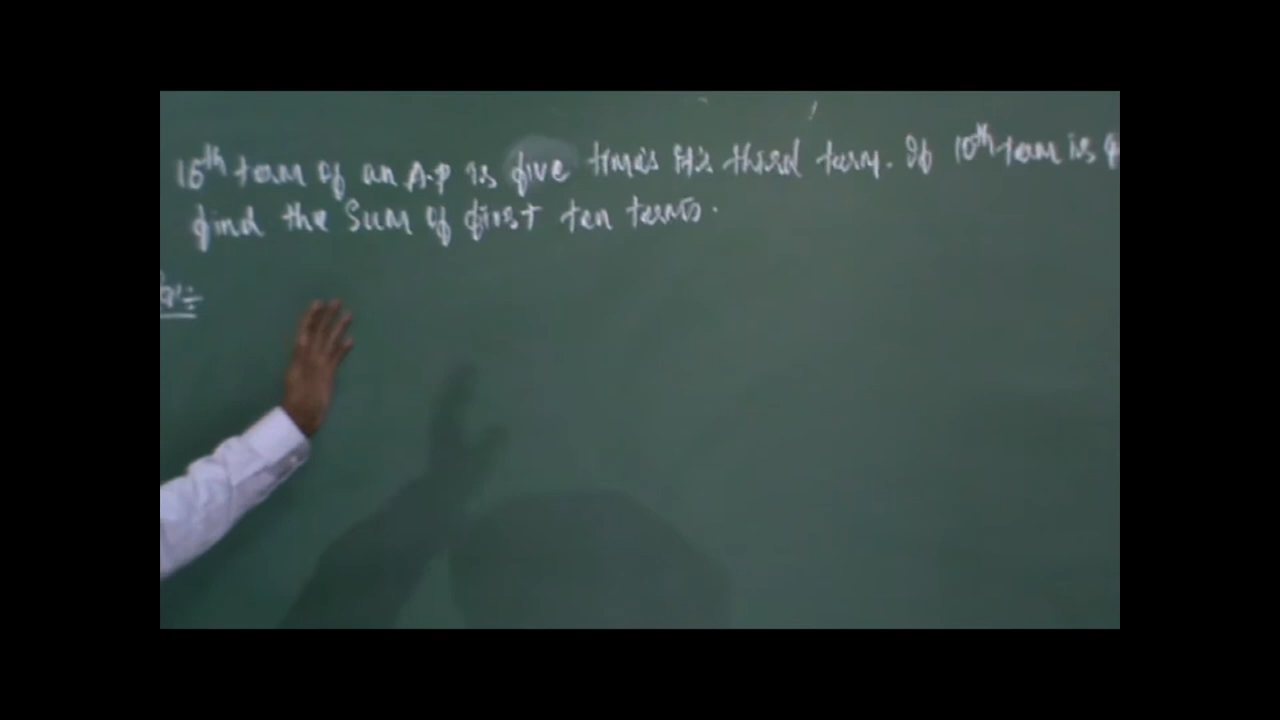 16th term of an A.P is five times it's third term. If 10th term is
find the Sum of first ten terms.